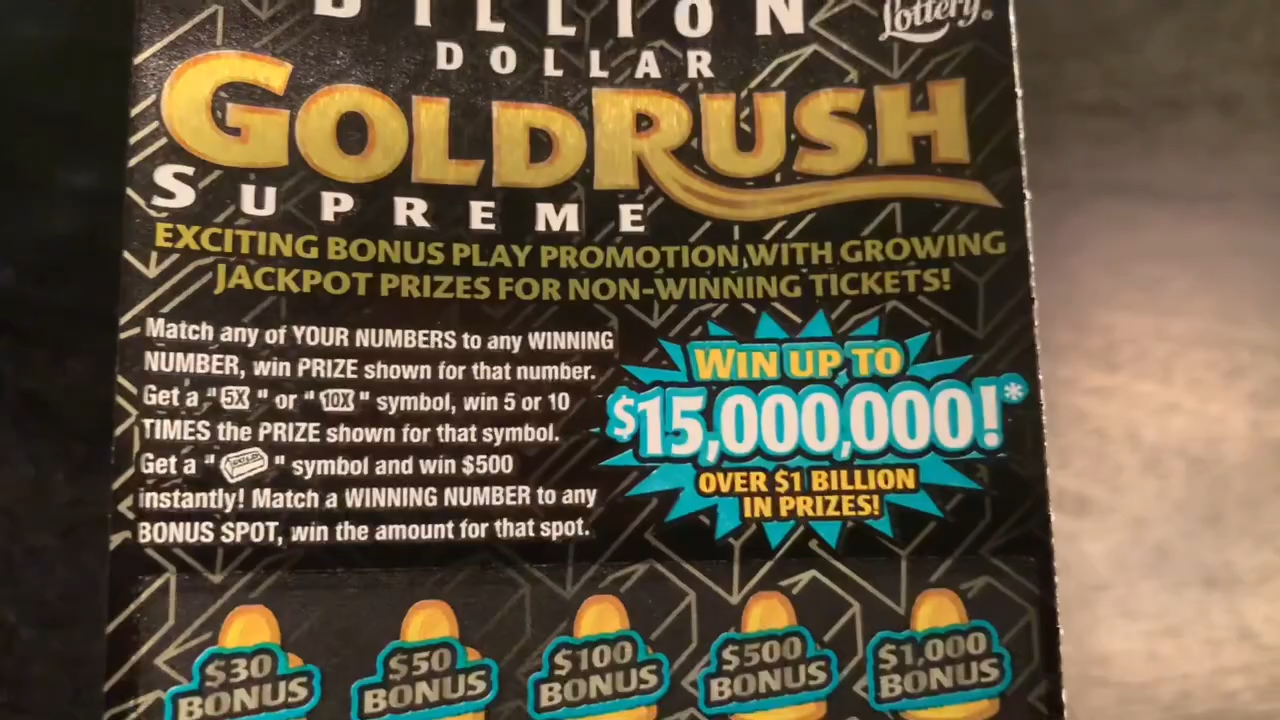 BILLION
Lottery®
DOLLAR
GOLDRUSH
SUPREME
EXCITING BONUS PLAY PROMOTION WITH GROWING
JACKPOT PRIZES FOR NON-WINNING TICKETS!
Match any of YOUR NUMBERS to any WINNING
NUMBER, win PRIZE shown for that number.
Get a "5X" or "10X" symbol, win 5 or 10
TIMES the PRIZE shown for that symbol.
Get a "GOLD" symbol and win $500
instantly! Match a WINNING NUMBER to any
BONUS SPOT, win the amount for that spot.
WIN UP TO
$15,000,000!*
OVER $1 BILLION
IN PRIZES!
$30
BONUS
$50
BONUS
$100
BONUS
$500
BONUS
$1,000
BONUS